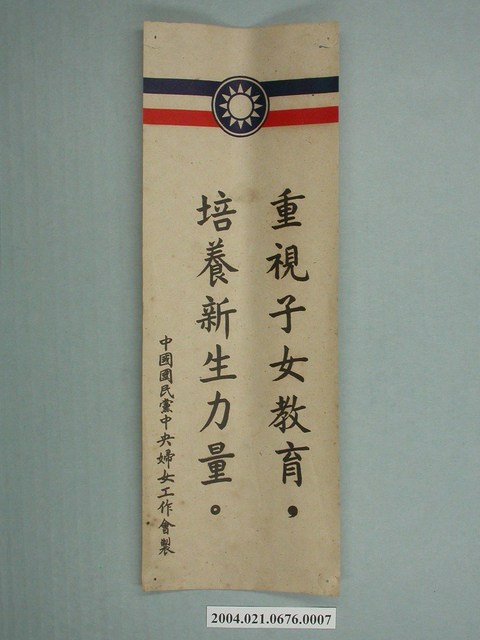 重視子女教育，
培養新生力量。
中國國民黨中央婦女工作會製
2004.021.0676.0007